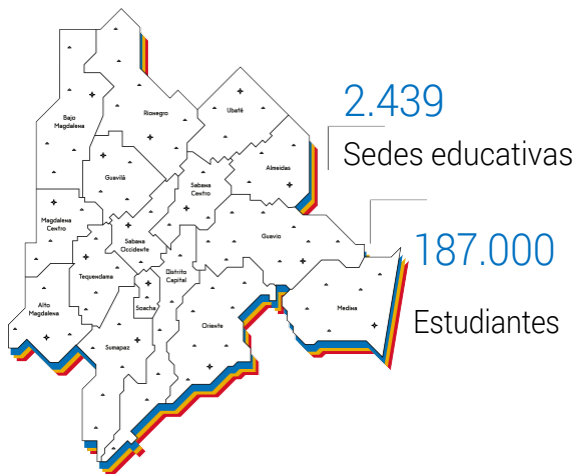 2.439
Sedes educativas
187.000
Estudiantes
Bajo
Magdalena
Rionegro
Ubaté
Almeidas
Gavilá
Sabana
Centro
Magdalena
Centro
Sabana
Occidente
Guavio
Tequendama
Distrito
Capital
Soacha
Alto
Magdalena
Oriente
Medina
Sumapaz